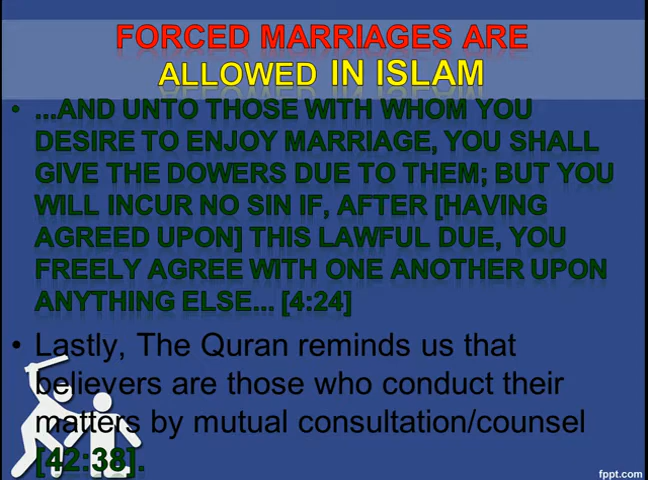 FORCED MARRIAGES ARE
ALLOWED IN ISLAM
• ...AND UNTO THOSE WITH WHOM YOU
DESIRE TO ENJOY MARRIAGE, YOU SHALL
GIVE THE DOWERS DUE TO THEM; BUT YOU
WILL INCUR NO SIN IF, AFTER [HAVING
AGREED UPON] THIS LAWFUL DUE, YOU
FREELY AGREE WITH ONE ANOTHER UPON
ANYTHING ELSE... [4:24]
• Lastly, The Quran reminds us that
believers are those who conduct their
matters by mutual consultation/counsel
[42:38].
fppt.com